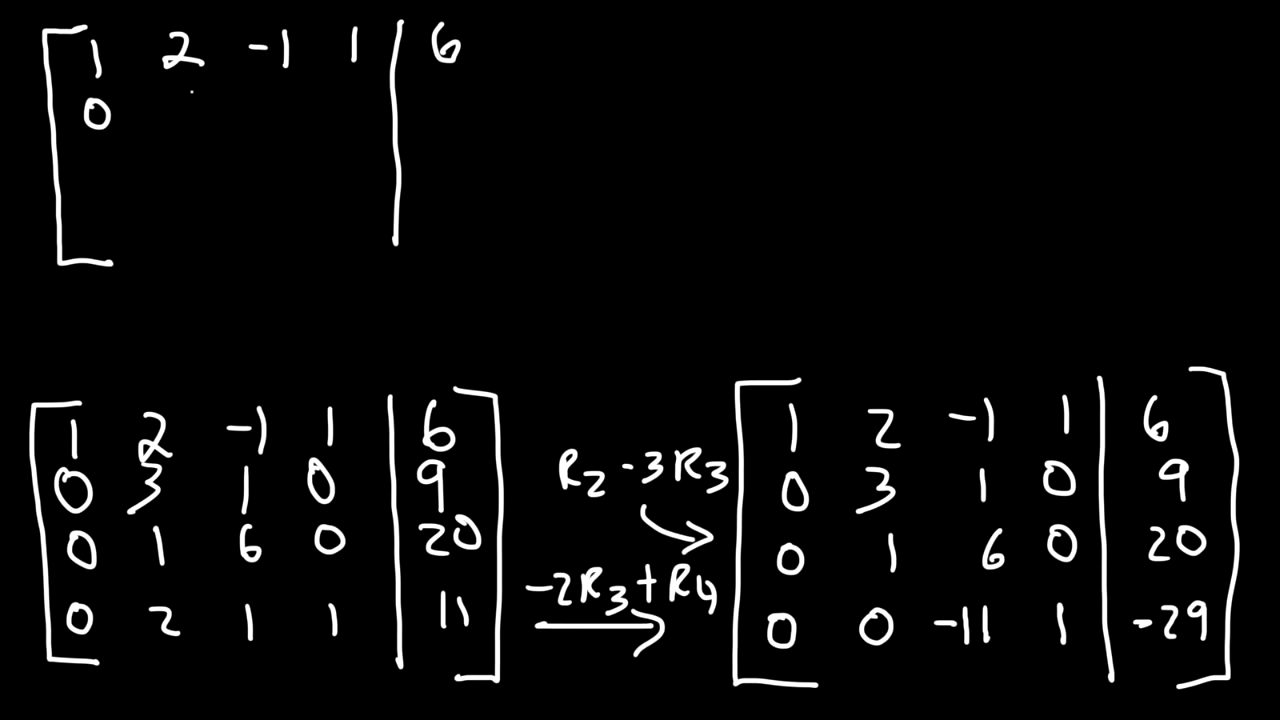 1 2 -1 1 | 6
0
1 2 -1 1 | 6
0 3 1 0 | 9
0 1 6 0 | 20
0 2 1 1 | 11
R2 - 3R3
-2R3 + R4
1 2 -1 1 | 6
0 3 1 0 | 9
0 1 6 0 | 20
0 0 -11 1 | -29